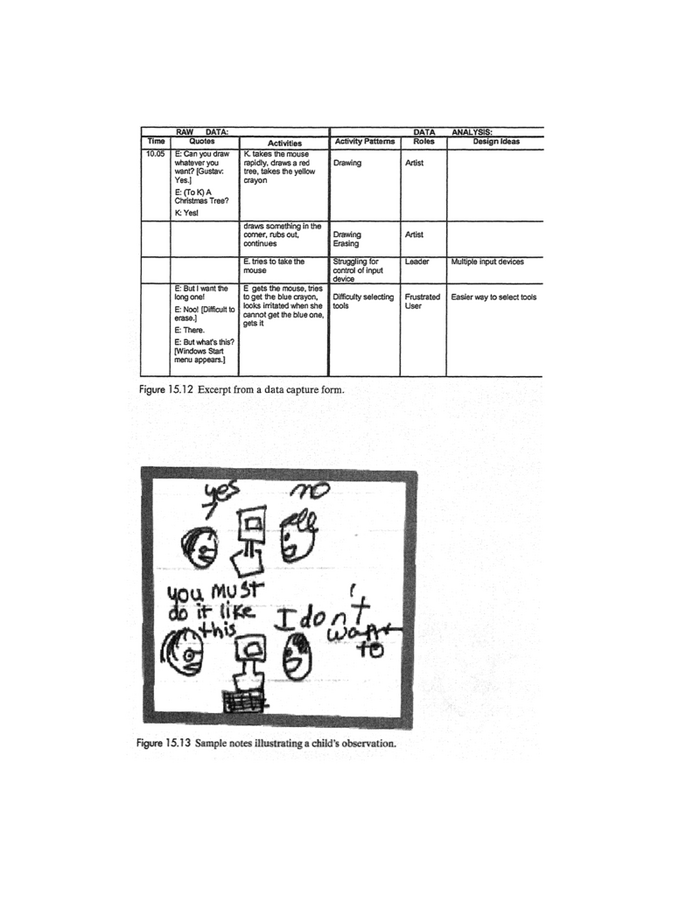 RAW DATA: DATA ANALYSIS:
Time Quotes Activities Activity Patterns Roles Design Ideas
10.05
E: Can you draw
whatever you
want? [Gustav:
Yes.]
E: (To K) A
Christmas Tree?
K: Yes!
K. takes the mouse
rapidly, draws a red
tree, takes the yellow
crayon
Drawing
Artist
draws something in the
corner, rubs out,
continues
Drawing
Erasing
Artist
E. tries to take the
mouse
Struggling for
control of input
device
Leader
Multiple input devices
E: But I want the
long one!
E: Noo! [Difficult to
erase.]
E: There.
E: But what's this?
[Windows Start
menu appears.]
E gets the mouse, tries
to get the blue crayon,
looks irritated when she
cannot get the blue one,
gets it
Difficulty selecting
tools
Frustrated
User
Easier way to select tools
Figure 15.12 Excerpt from a data capture form.
yes no
you must
do it like
this
I don't
want
to
Figure 15.13 Sample notes illustrating a child's observation.